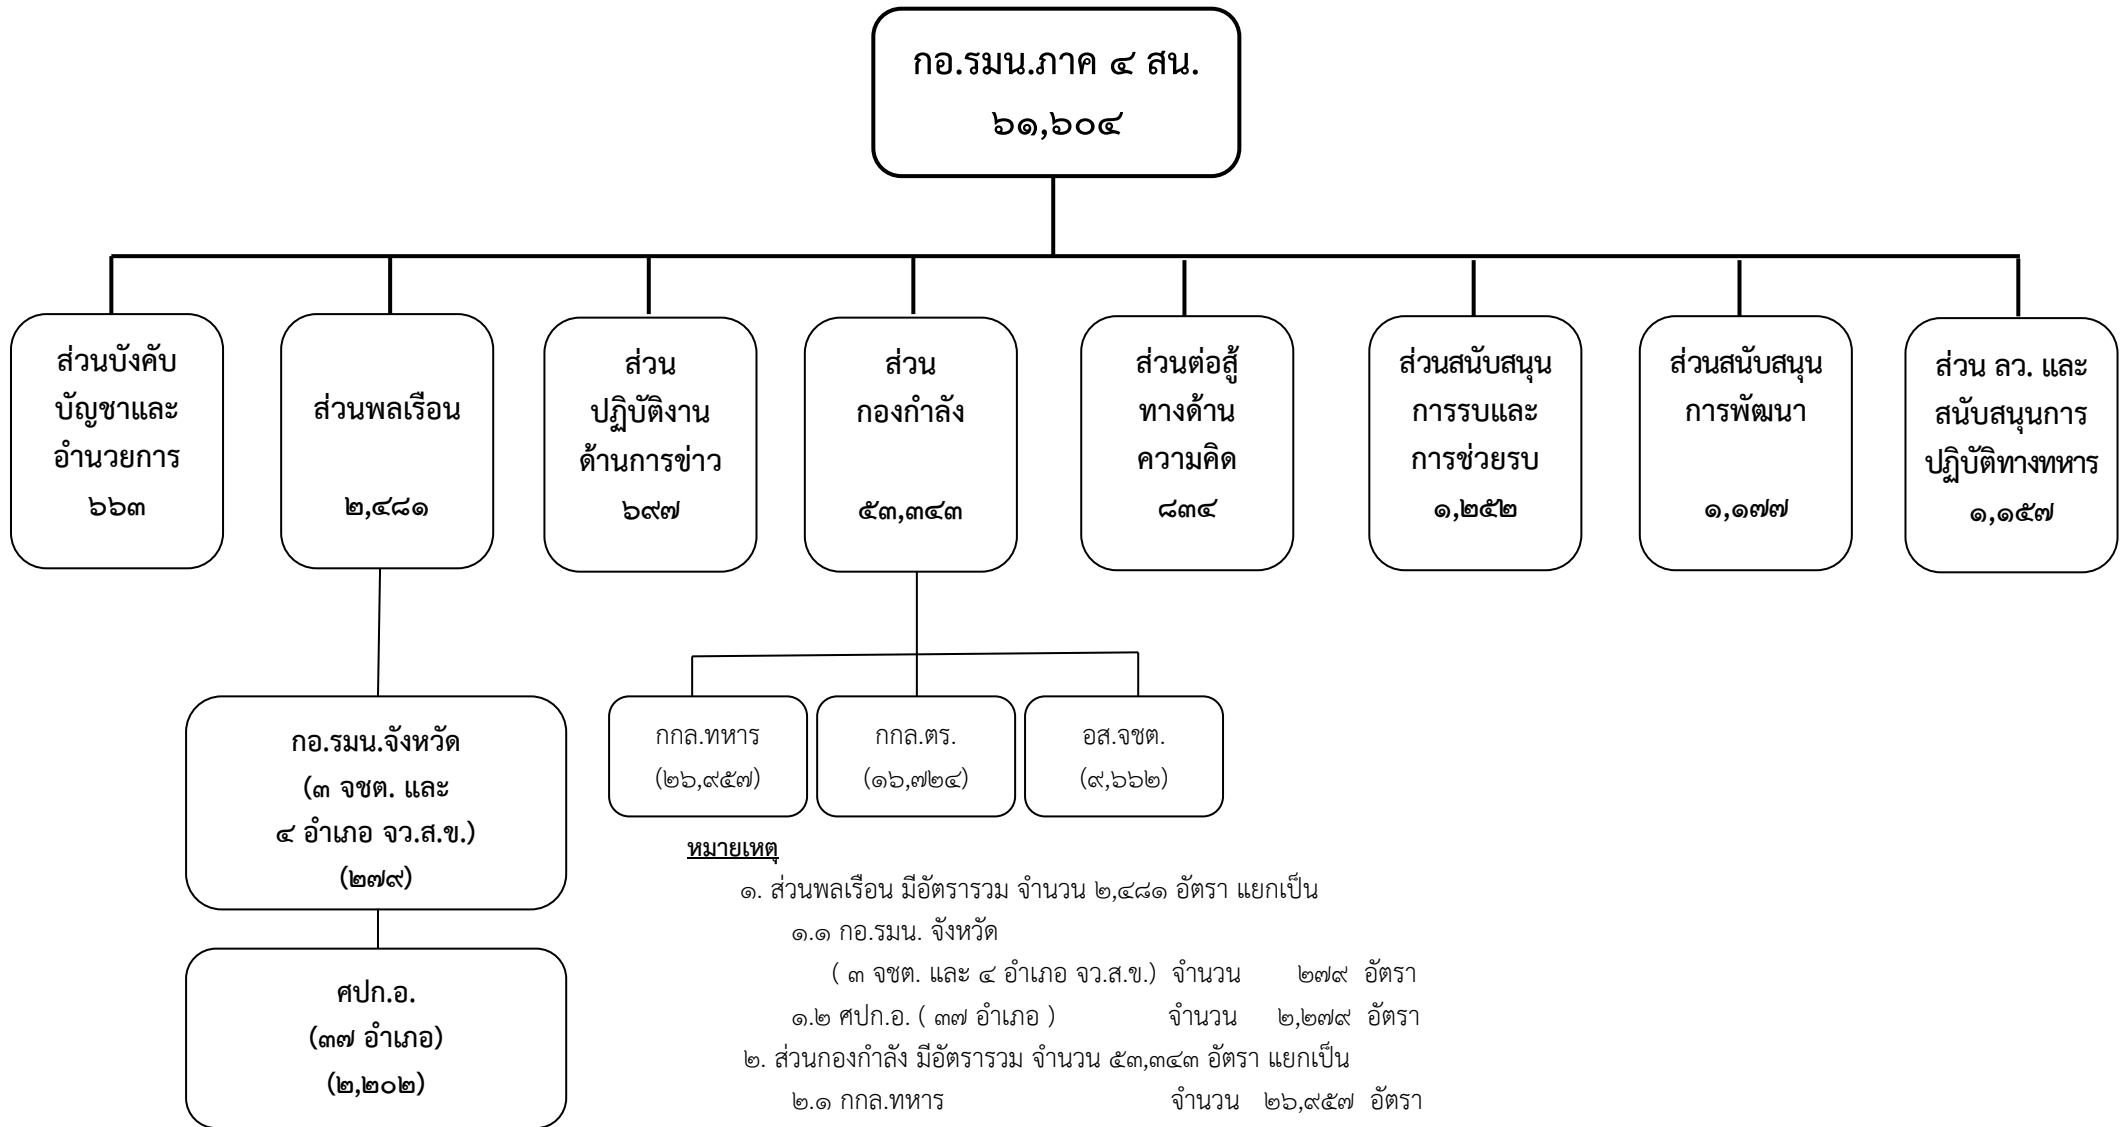 กอ.รมน.ภาค ๔ สน.
๖๑,๖๐๔
ส่วนบังคับ
บัญชาและ
อำนวยการ
๖๖๓
ส่วนพลเรือน
๒,๔๘๑
ส่วน
ปฏิบัติงาน
ด้านการข่าว
๖๙๗
ส่วน
กองกำลัง
๕๓,๓๔๓
ส่วนต่อสู้
ทางด้าน
ความคิด
๘๓๔
ส่วนสนับสนุน
การรบและ
การช่วยรบ
๑,๒๕๒
ส่วนสนับสนุน
การพัฒนา
๑,๑๗๗
ส่วน ลว. และ
สนับสนุนการ
ปฏิบัติทางทหาร
๑,๑๕๗
กอ.รมน.จังหวัด
(๓ จชต. และ
๔ อำเภอ จว.ส.ข.)
(๒๗๙)
ศปก.อ.
(๓๗ อำเภอ)
(๒,๒๐๒)
กกล.ทหาร
(๒๖,๙๕๗)
กกล.ตร.
(๑๖,๗๒๔)
อส.จชต.
(๙,๖๖๒)
หมายเหตุ
๑. ส่วนพลเรือน มีอัตรารวม จำนวน ๒,๔๘๑ อัตรา แยกเป็น
๑.๑ กอ.รมน. จังหวัด
( ๓ จชต. และ ๔ อำเภอ จว.ส.ข.) จำนวน ๒๗๙ อัตรา
๑.๒ ศปก.อ. ( ๓๗ อำเภอ ) จำนวน ๒,๒๗๙ อัตรา
๒. ส่วนกองกำลัง มีอัตรารวม จำนวน ๕๓,๓๔๓ อัตรา แยกเป็น
๒.๑ กกล.ทหาร จำนวน ๒๖,๙๕๗ อัตรา